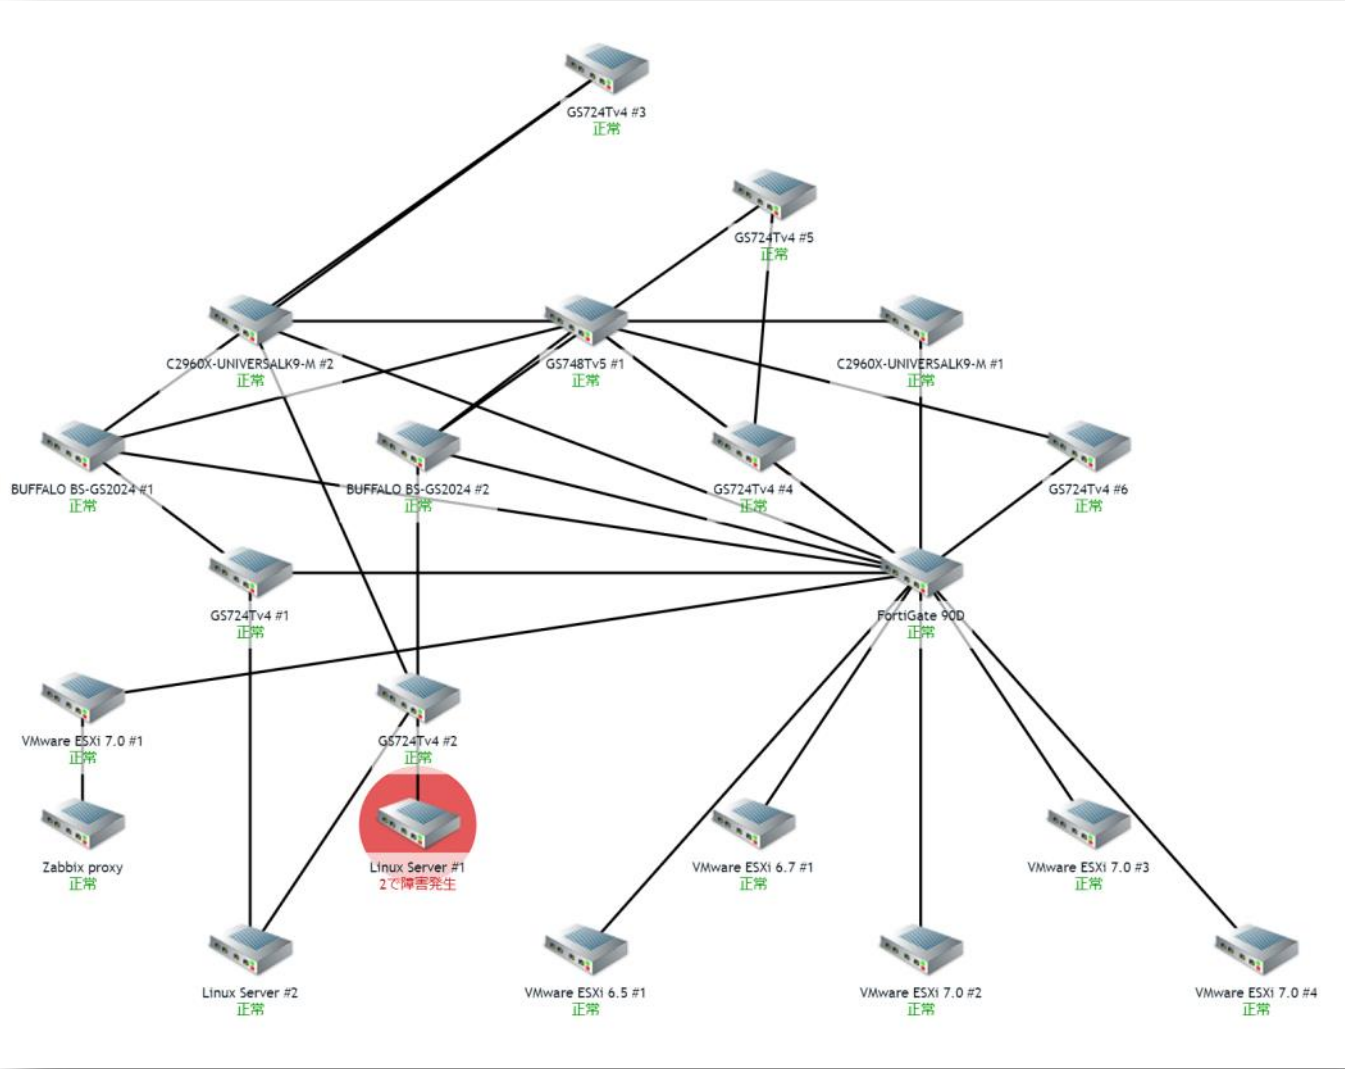 GS724Tv4 #3
正常
GS724Tv4 #5
正常
C2960X-UNIVERSALK9-M #2
正常
GS748Tv5 #1
正常
C2960X-UNIVERSALK9-M #1
正常
BUFFALO BS-GS2024 #1
正常
BUFFALO BS-GS2024 #2
正常
GS724Tv4 #4
正常
GS724Tv4 #6
正常
GS724Tv4 #1
正常
FortiGate 90D
正常
VMware ESXi 7.0 #1
正常
GS724Tv4 #2
正常
Zabbix proxy
正常
Linux Server #1
2で障害発生
VMware ESXi 6.7 #1
正常
VMware ESXi 7.0 #3
正常
Linux Server #2
正常
VMware ESXi 6.5 #1
正常
VMware ESXi 7.0 #2
正常
VMware ESXi 7.0 #4
正常